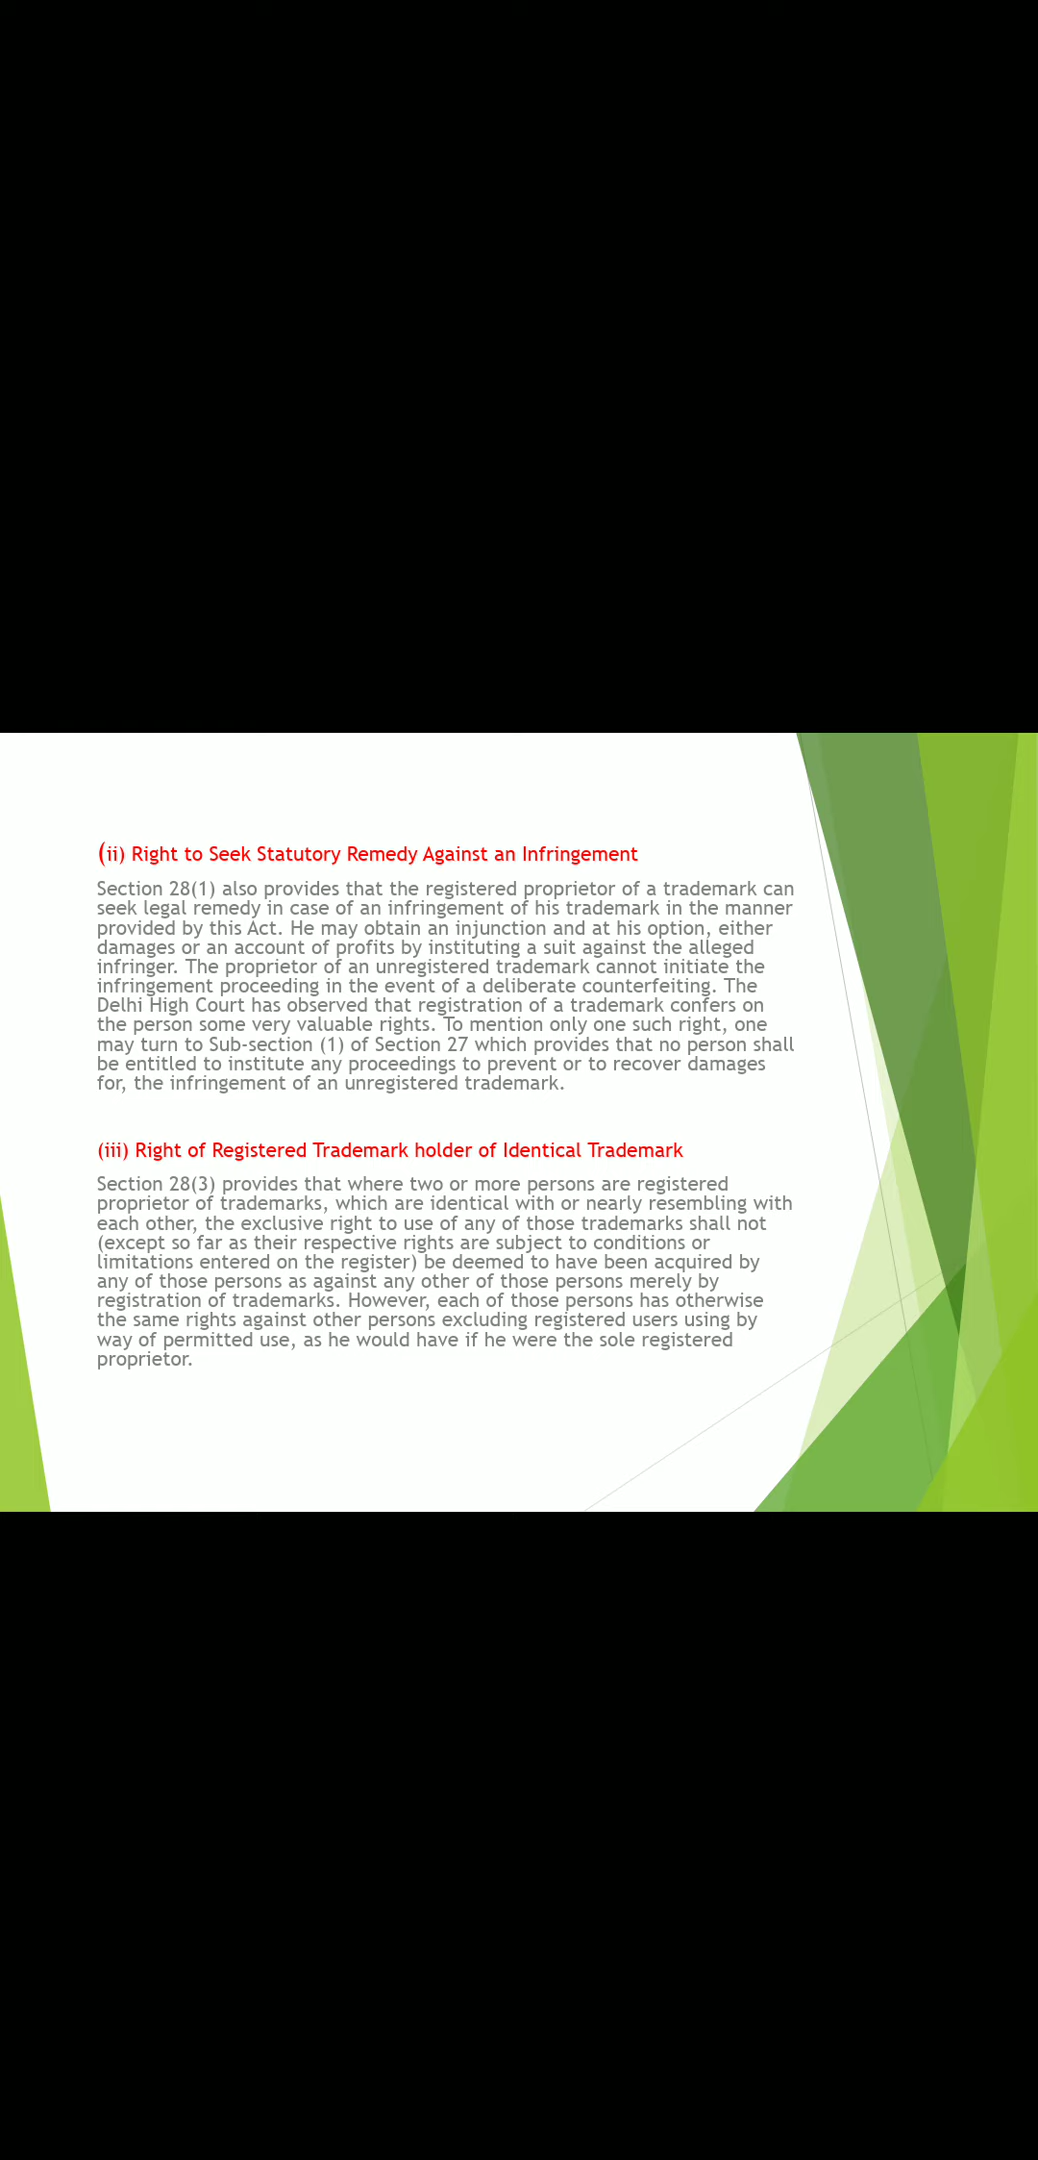 (ii) Right to Seek Statutory Remedy Against an Infringement
Section 28(1) also provides that the registered proprietor of a trademark can
seek legal remedy in case of an infringement of his trademark in the manner
provided by this Act. He may obtain an injunction and at his option, either
damages or an account of profits by instituting a suit against the alleged
infringer. The proprietor of an unregistered trademark cannot initiate the
infringement proceeding in the event of a deliberate counterfeiting. The
Delhi High Court has observed that registration of a trademark confers on
the person some very valuable rights. To mention only one such right, one
may turn to Sub-section (1) of Section 27 which provides that no person shall
be entitled to institute any proceedings to prevent or to recover damages
for, the infringement of an unregistered trademark.
(iii) Right of Registered Trademark holder of Identical Trademark
Section 28(3) provides that where two or more persons are registered
proprietor of trademarks, which are identical with or nearly resembling with
each other, the exclusive right to use of any of those trademarks shall not
(except so far as their respective rights are subject to conditions or
limitations entered on the register) be deemed to have been acquired by
any of those persons as against any other of those persons merely by
registration of trademarks. However, each of those persons has otherwise
the same rights against other persons excluding registered users using by
way of permitted use, as he would have if he were the sole registered
proprietor.